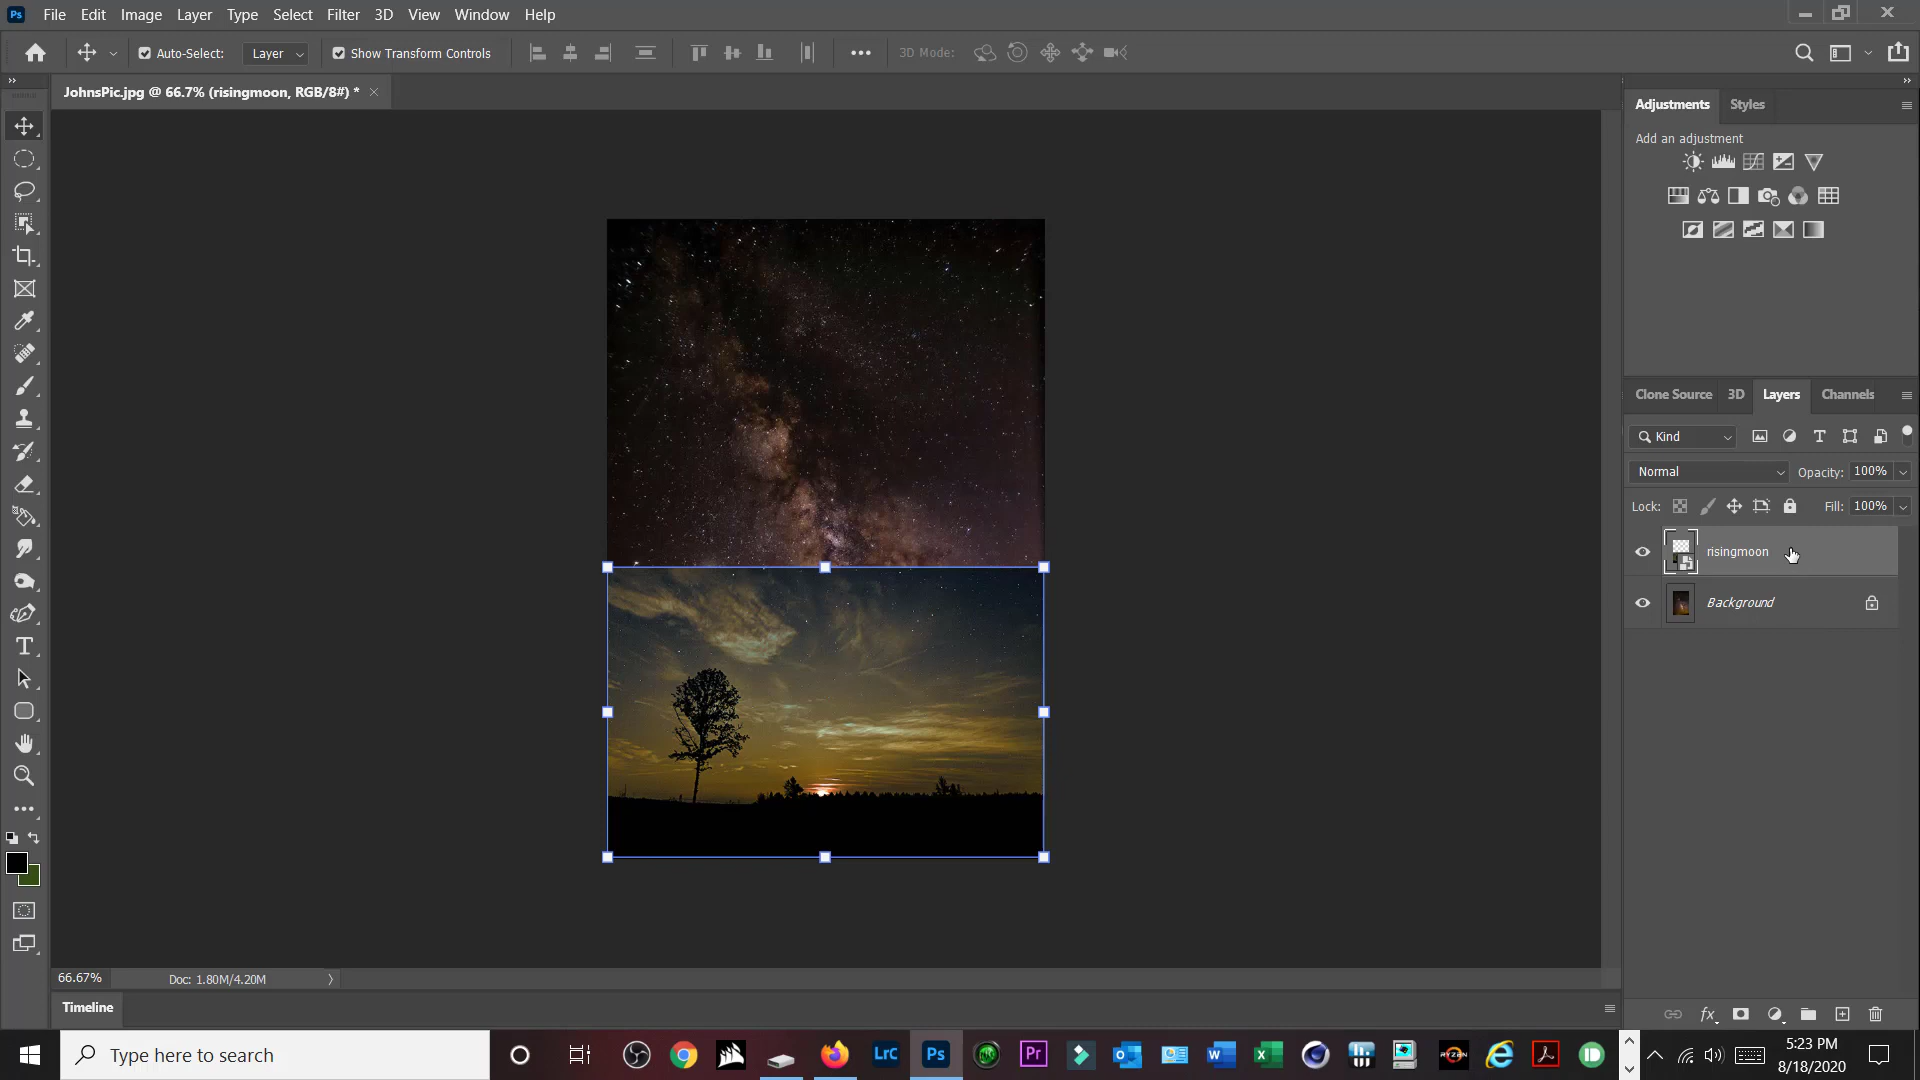 Ps File Edit Image Layer Type Select Filter 3D View Window Help
Auto-Select: Layer Show Transform Controls 3D Mode:
JohnsPic.jpg @ 66.7% (risingmoon, RGB/8#) *
Adjustments Styles
Add an adjustment
Clone Source 3D Layers Channels
Kind
Normal Opacity: 100%
Lock: Fill: 100%
risingmoon
Background
66.67% Doc: 1.80M/4.20M
Timeline
Type here to search LrC Ps Pr RYZEN
5:23 PM
8/18/2020